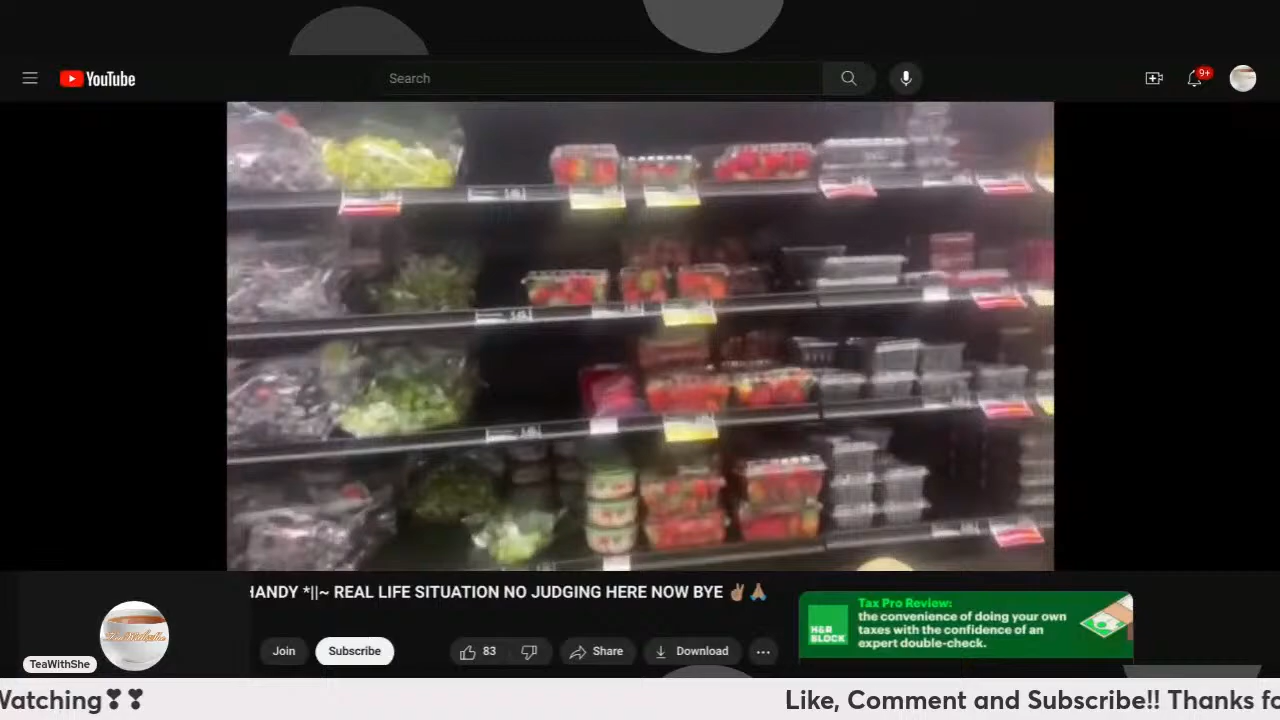 YouTube
Search
9+
HANDY *||~ REAL LIFE SITUATION NO JUDGING HERE NOW BYE ✌🏽🙏🏽
Tax Pro Review:
the convenience of doing your own
taxes with the confidence of an
expert double-check.
H&R
BLOCK
TeaWithShe
Join
Subscribe
83
Share
Download
Watching❣❣
Like, Comment and Subscribe!! Thanks fo